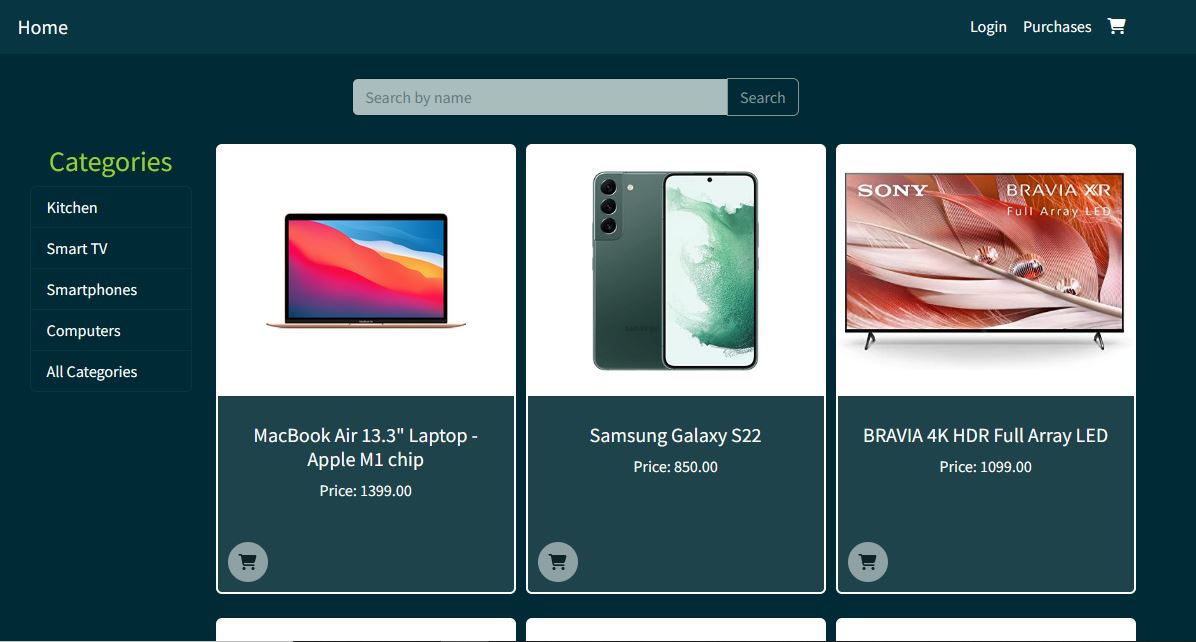 Home
Login Purchases
Search by name Search
Categories
Kitchen
Smart TV
Smartphones
Computers
All Categories
SONY BRAVIA XR
Full Array LED
MacBook Air 13.3" Laptop -
Apple M1 chip
Price: 1399.00
Samsung Galaxy S22
Price: 850.00
BRAVIA 4K HDR Full Array LED
Price: 1099.00